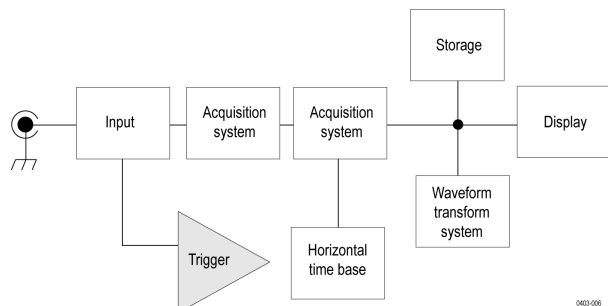 Storage
Input
Acquisition
system
Acquisition
system
Display
Waveform
transform
system
Trigger
Horizontal
time base
0403-006